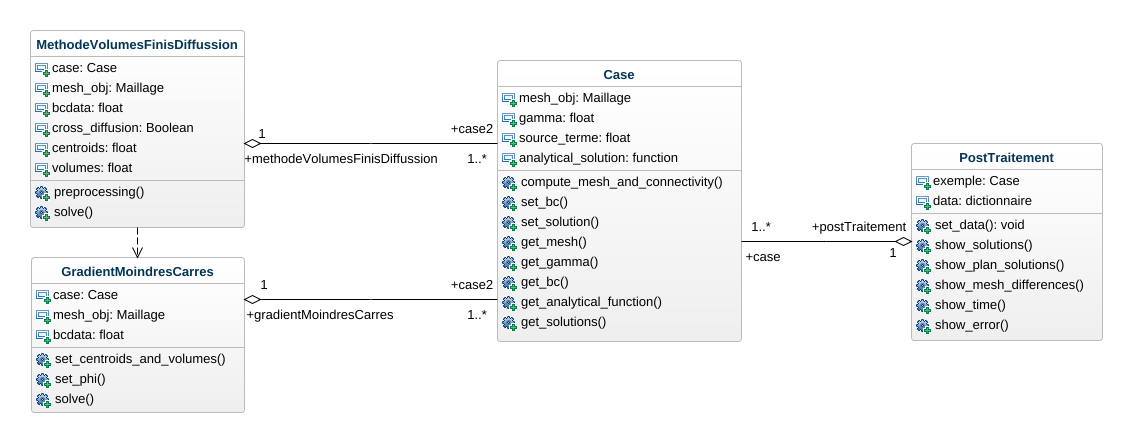 MethodeVolumesFinisDiffussion
case: Case
mesh_obj: Maillage
bcdata: float
cross_diffusion: Boolean
centroids: float
volumes: float
preprocessing()
solve()
1
+methodeVolumesFinisDiffussion
+case2
1..*
GradientMoindresCarres
case: Case
mesh_obj: Maillage
bcdata: float
set_centroids_and_volumes()
set_phi()
solve()
1
+gradientMoindresCarres
+case2
1..*
Case
mesh_obj: Maillage
gamma: float
source_terme: float
analytical_solution: function
compute_mesh_and_connectivity()
set_bc()
set_solution()
get_mesh()
get_gamma()
get_bc()
get_analytical_function()
get_solutions()
1..*
+case
+postTraitement
1
PostTraitement
exemple: Case
data: dictionnaire
set_data(): void
show_solutions()
show_plan_solutions()
show_mesh_differences()
show_time()
show_error()